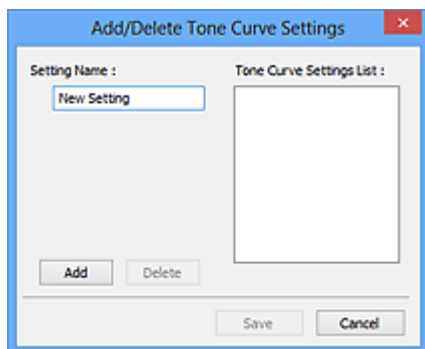 Add/Delete Tone Curve Settings
Setting Name :
New Setting
Tone Curve Settings List :
Add
Delete
Save
Cancel